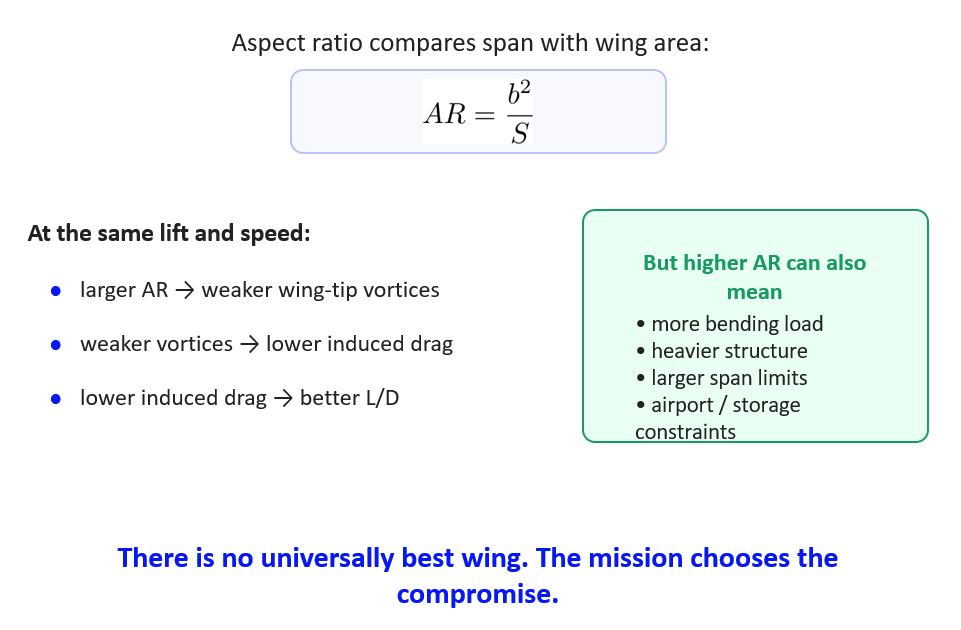 Aspect ratio compares span with wing area:
AR = b²/S
At the same lift and speed:
• larger AR → weaker wing-tip vortices
• weaker vortices → lower induced drag
• lower induced drag → better L/D
But higher AR can also
mean
• more bending load
• heavier structure
• larger span limits
• airport / storage
constraints
There is no universally best wing. The mission chooses the
compromise.